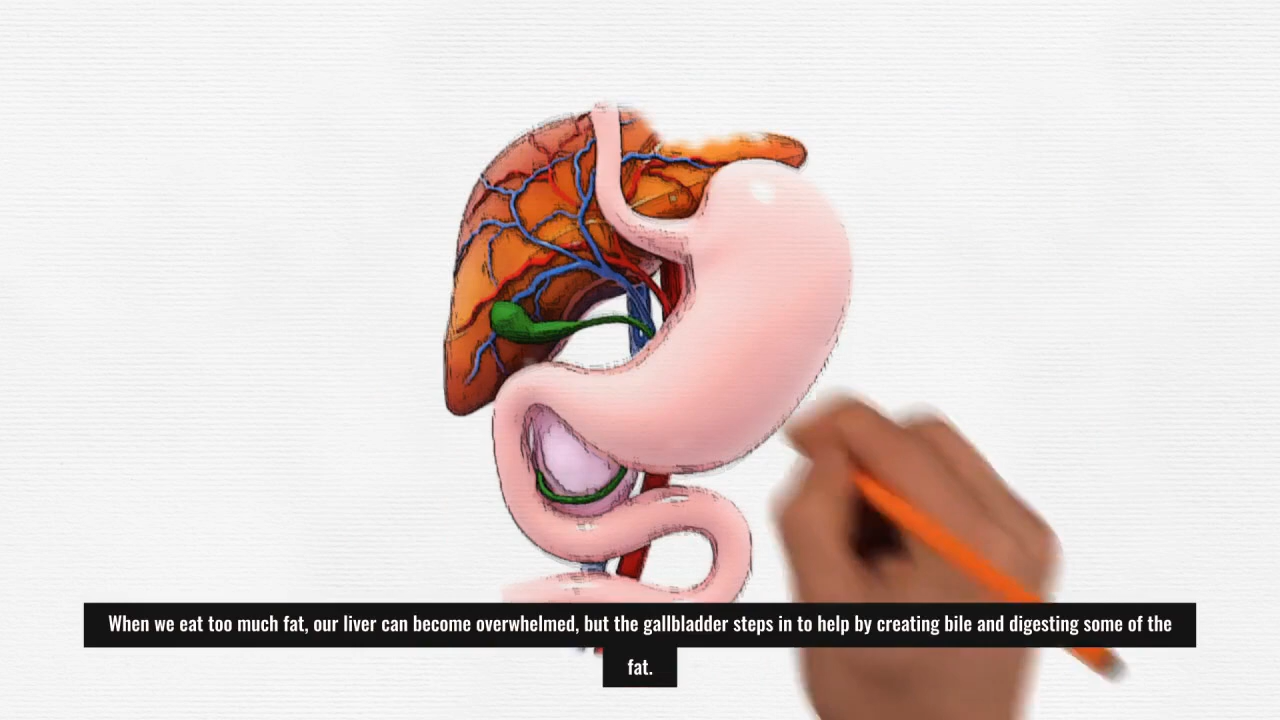 When we eat too much fat, our liver can become overwhelmed, but the gallbladder steps in to help by creating bile and digesting some of the
fat.